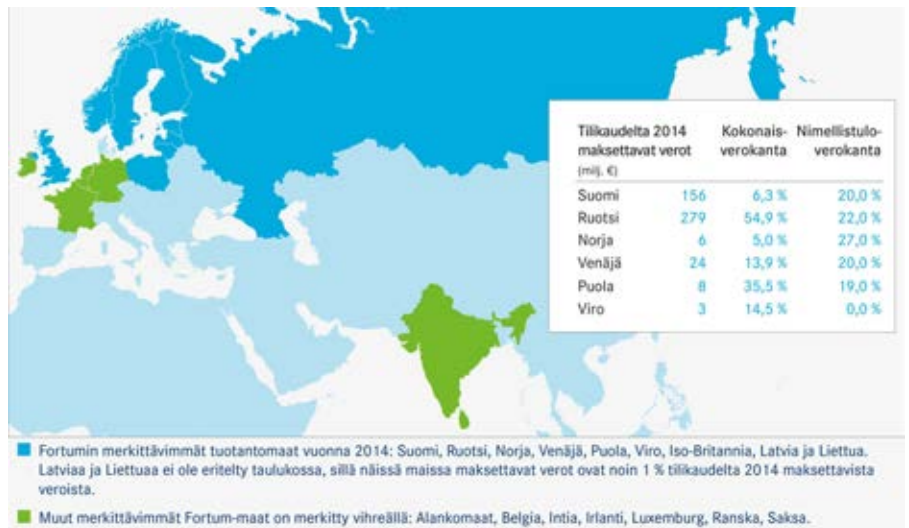 Tilikaudelta 2014 Kokonais- Nimellistulo-
maksettavat verot verokanta verokanta
(milj. €)
Suomi 156 6,3 % 20,0 %
Ruotsi 279 54,9 % 22,0 %
Norja 6 5,0 % 27,0 %
Venäjä 24 13,9 % 20,0 %
Puola 8 35,5 % 19,0 %
Viro 3 14,5 % 0,0 %
Fortumin merkittävimmät tuotantomaat vuonna 2014: Suomi, Ruotsi, Norja, Venäjä, Puola, Viro, Iso-Britannia, Latvia ja Liettua.
Latviaa ja Liettuaa ei ole eritelty taulukossa, sillä näissä maissa maksettavat verot ovat noin 1 % tilikaudelta 2014 maksettavista
veroista.
Muut merkittävimmät Fortum-maat on merkitty vihreällä: Alankomaat, Belgia, Intia, Irlanti, Luxemburg, Ranska, Saksa.